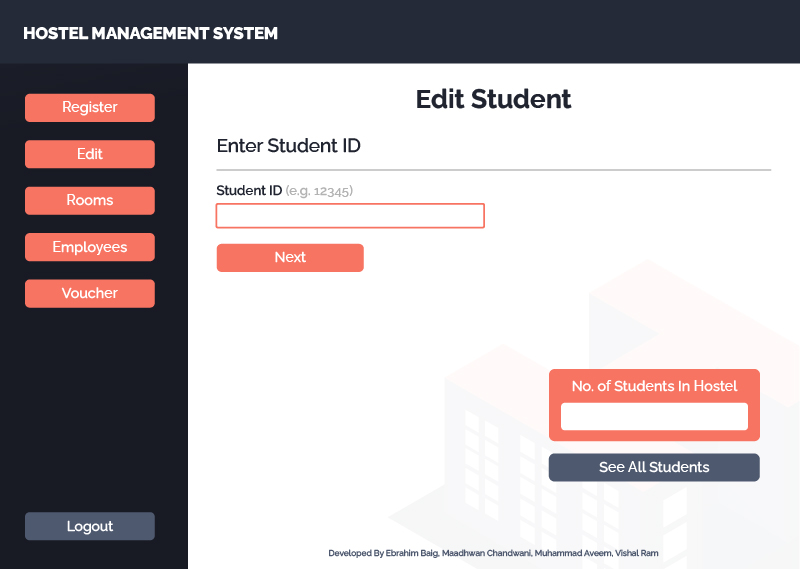 HOSTEL MANAGEMENT SYSTEM
Register
Edit
Rooms
Employees
Voucher
Logout
Edit Student
Enter Student ID
Student ID (e.g. 12345)
Next
No. of Students In Hostel
See All Students
Developed By Ebrahim Baig, Maadhwan Chandwani, Muhammad Aveem, Vishal Ram